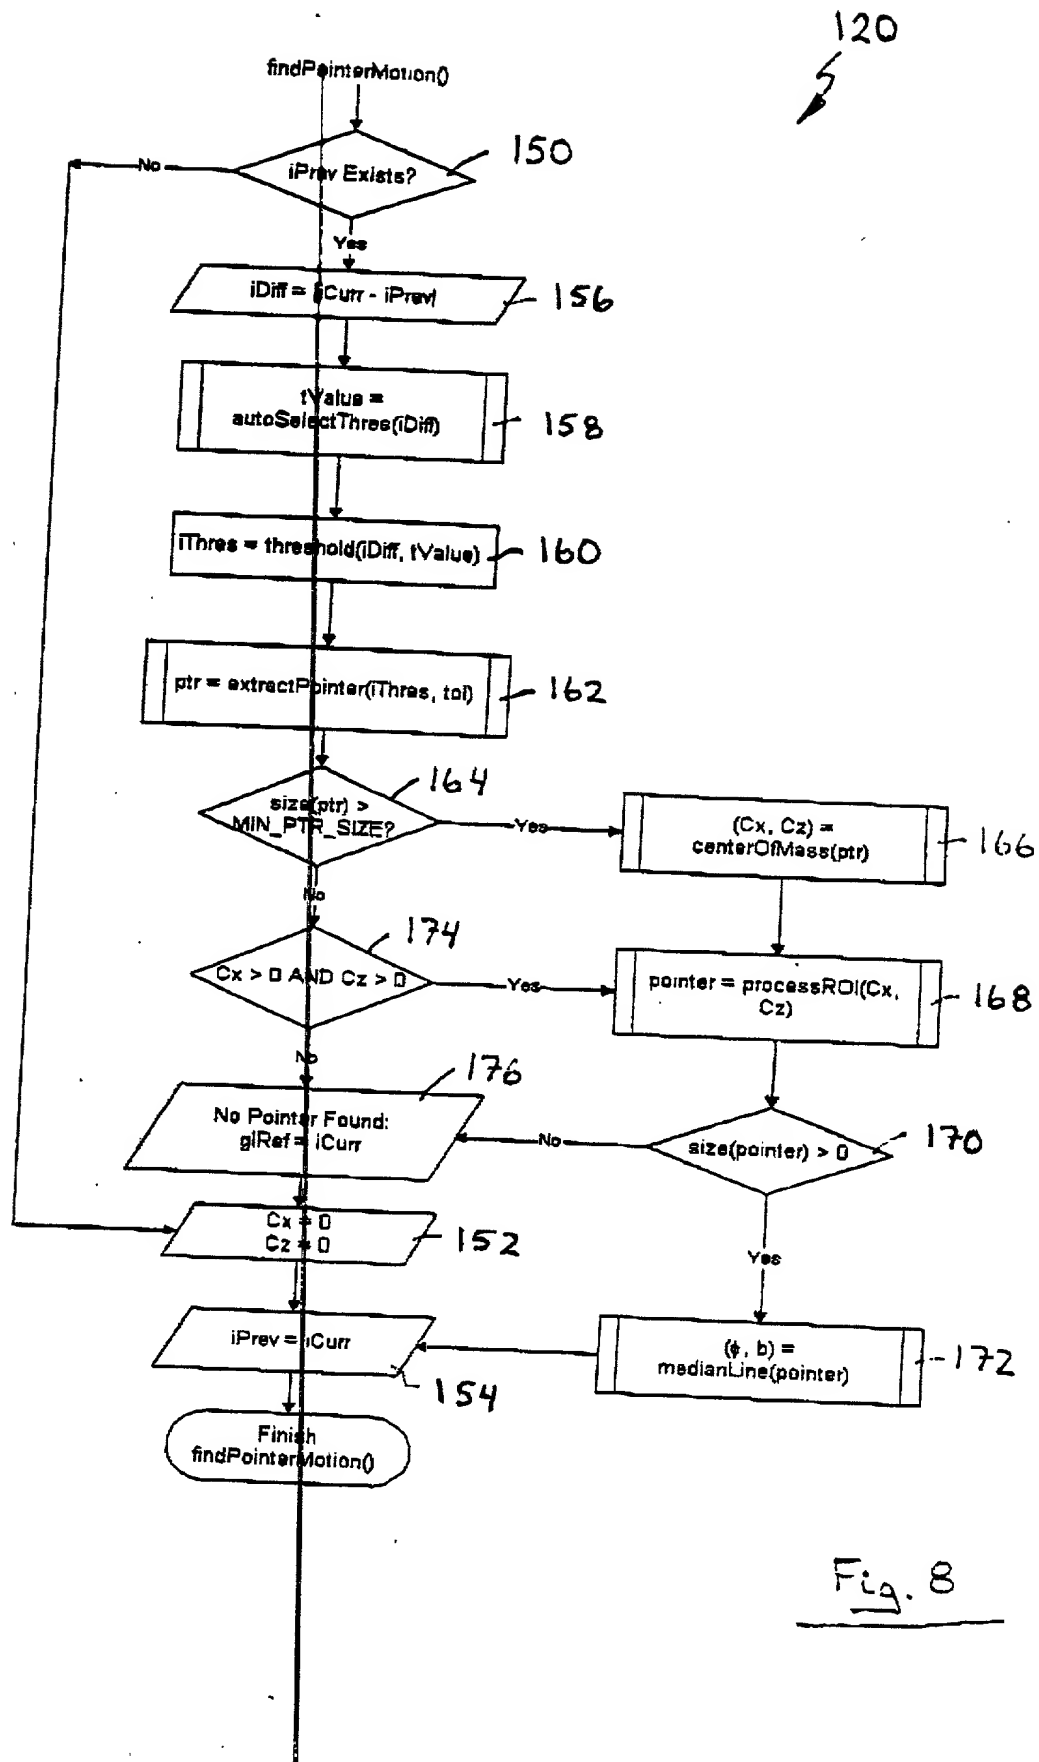 120
findPointerMotion()
iPrev Exists?
150
No
Yes
iDiff = |iCurr - iPrev|
156
tValue =
autoSelectThres(iDiff)
158
iThres = threshold(iDiff, tValue)
160
ptr = extractPointer(iThres, tol)
162
size(ptr) >
MIN_PTR_SIZE?
164
Yes
(Cx, Cz) =
centerOfMass(ptr)
166
No
Cx > 0 AND Cz > 0
174
Yes
pointer = processROI(Cx,
Cz)
168
No
No Pointer Found:
glRef = iCurr
176
No
size(pointer) > 0
170
Cx = 0
Cz = 0
152
Yes
iPrev = iCurr
154
(ϕ, b) =
medianLine(pointer)
172
Finish
findPointerMotion()
Fig. 8